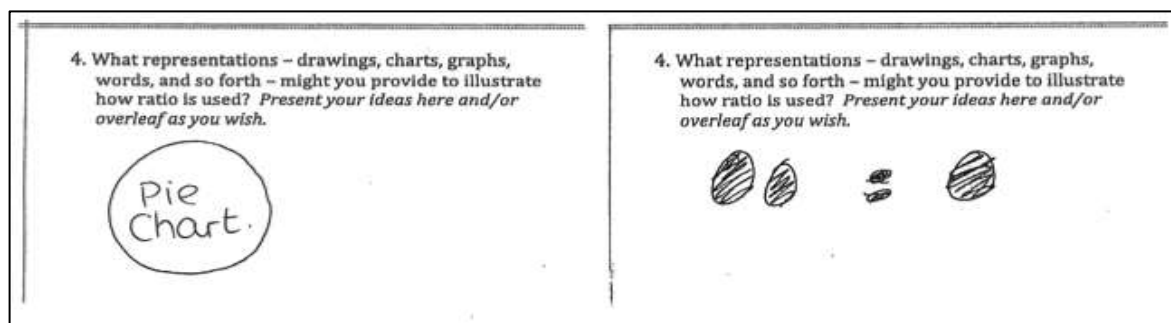 4. What representations – drawings, charts, graphs,
words, and so forth – might you provide to illustrate
how ratio is used? Present your ideas here and/or
overleaf as you wish.
Pie
Chart.
4. What representations – drawings, charts, graphs,
words, and so forth – might you provide to illustrate
how ratio is used? Present your ideas here and/or
overleaf as you wish.